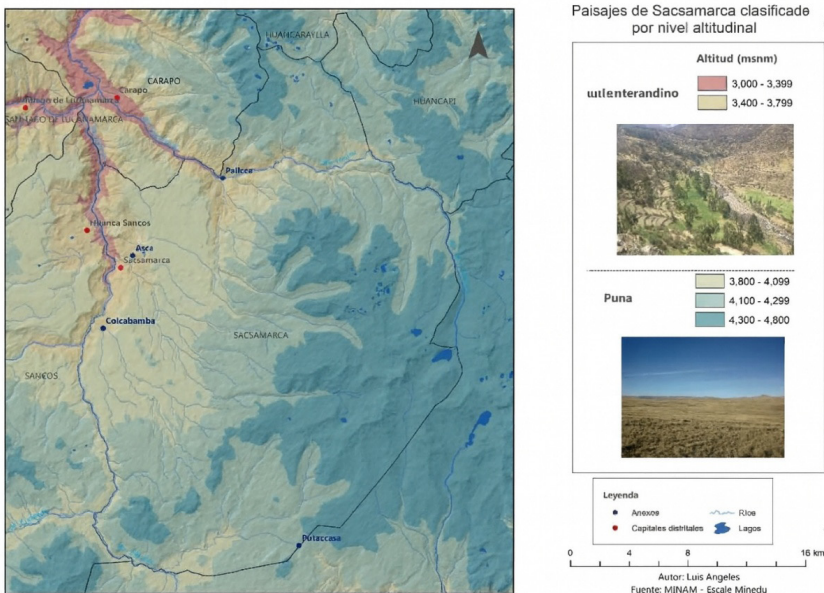 Paisajes de Sacsamarca clasificade
por nivel altitudinal
Altitud (msnm)
3,000 - 3,399
3,400 - 3,799
3,800 - 4,099
Puna
4,100 - 4,299
4,300 - 4,800
Leyenda
Anexos
Ríos
Capitales distritales
Lagos
0 4 8 16 km
Autor: Luis Angeles
Fuente: MINAM - Escale Minedu
HUANCARAYLLA
CARAPO
Carapo
HUANCAPI
Pallcca
Huanca Sancos
Asca
Sacsamarca
Colcabamba
SACSAMARCA
SANCOS
Putaccasa